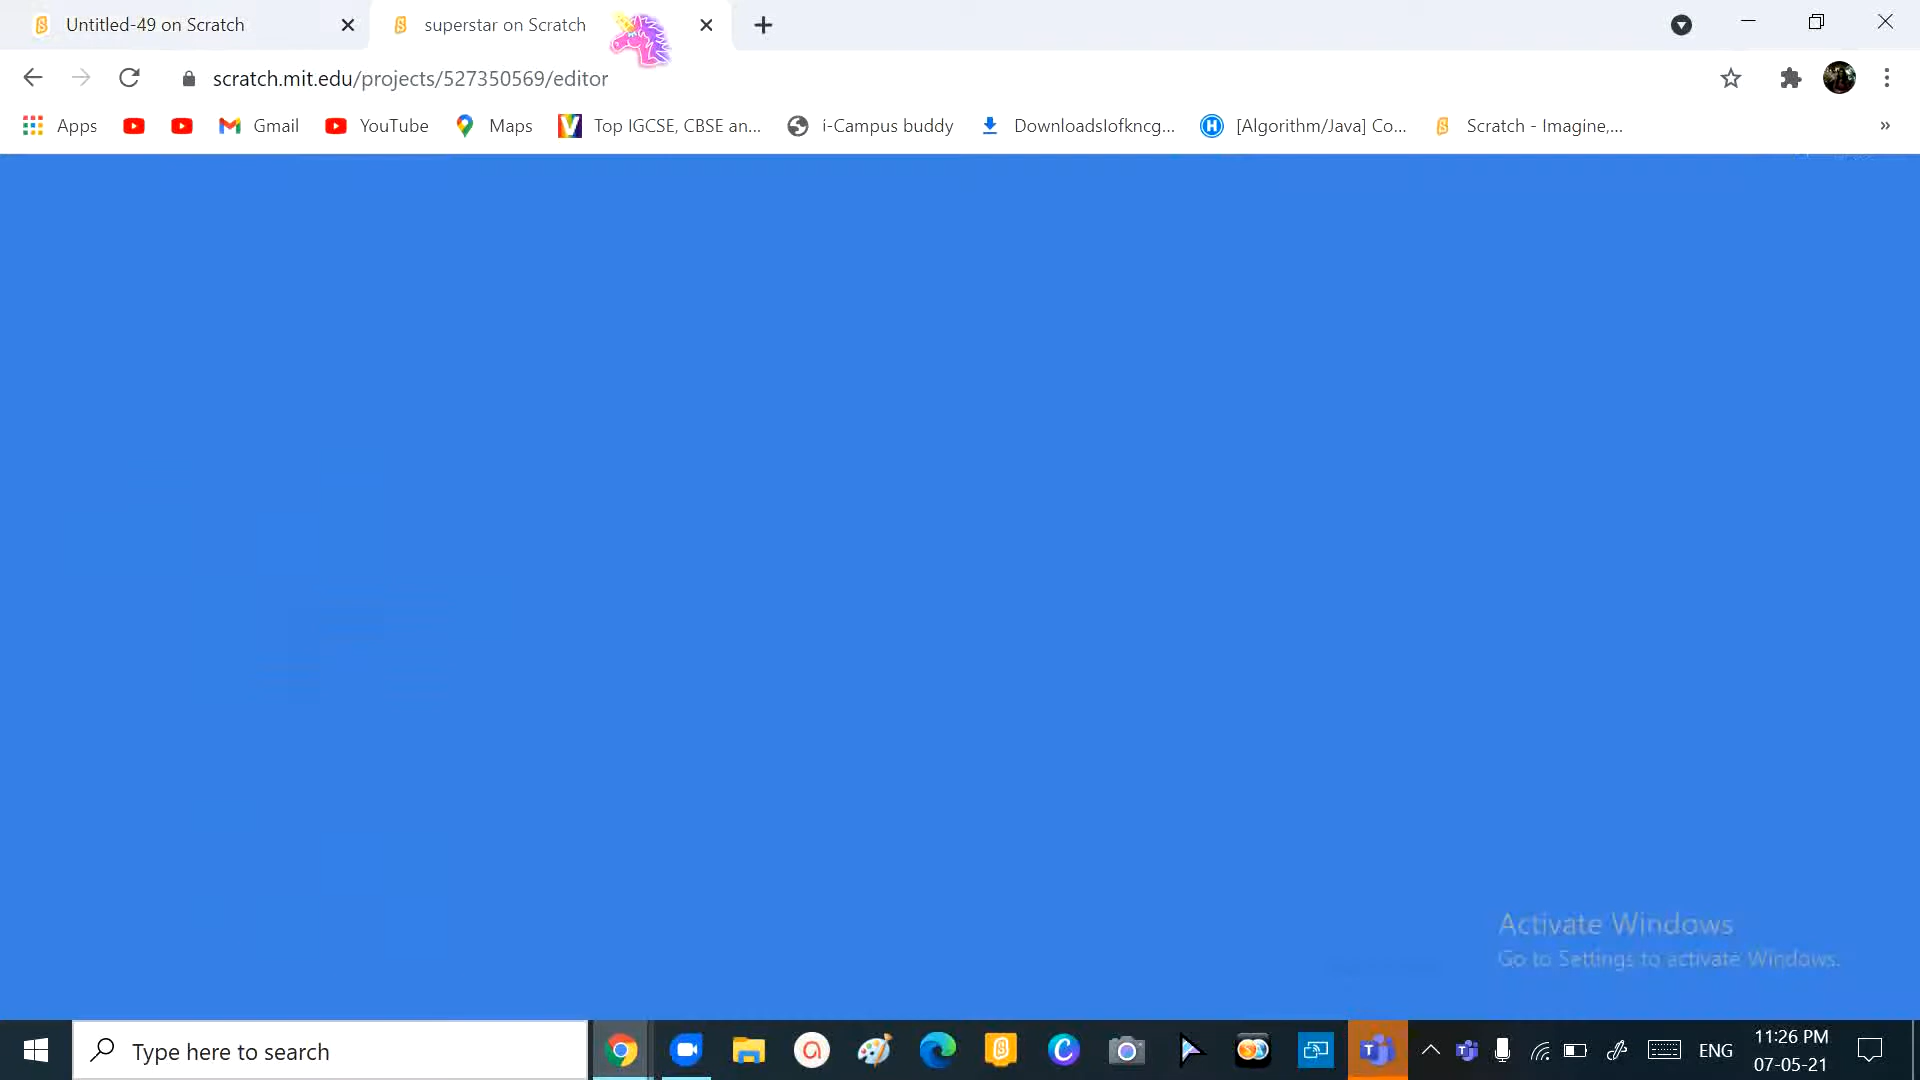 Untitled-49 on Scratch
superstar on Scratch
scratch.mit.edu/projects/527350569/editor
Apps
Gmail
YouTube
Maps
Top IGCSE, CBSE an...
i-Campus buddy
DownloadsIofkncg...
[Algorithm/Java] Co...
Scratch - Imagine,...
»
Activate Windows
Go to Settings to activate Windows.
Type here to search
ENG
11:26 PM
07-05-21